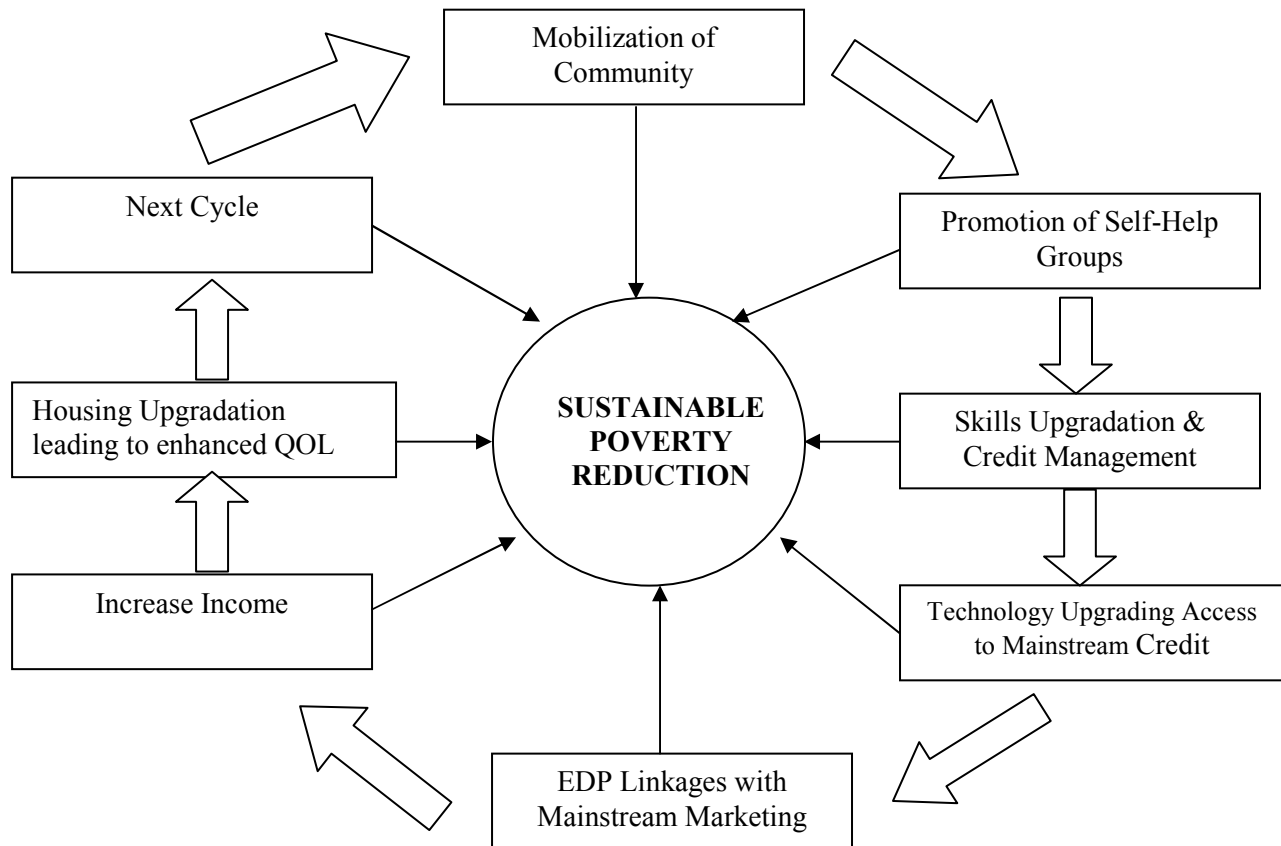 Mobilization of
Community
Next Cycle
Promotion of Self-Help
Groups
Housing Upgradation
leading to enhanced QOL
SUSTAINABLE
POVERTY
REDUCTION
Skills Upgradation &
Credit Management
Increase Income
Technology Upgrading Access
to Mainstream Credit
EDP Linkages with
Mainstream Marketing